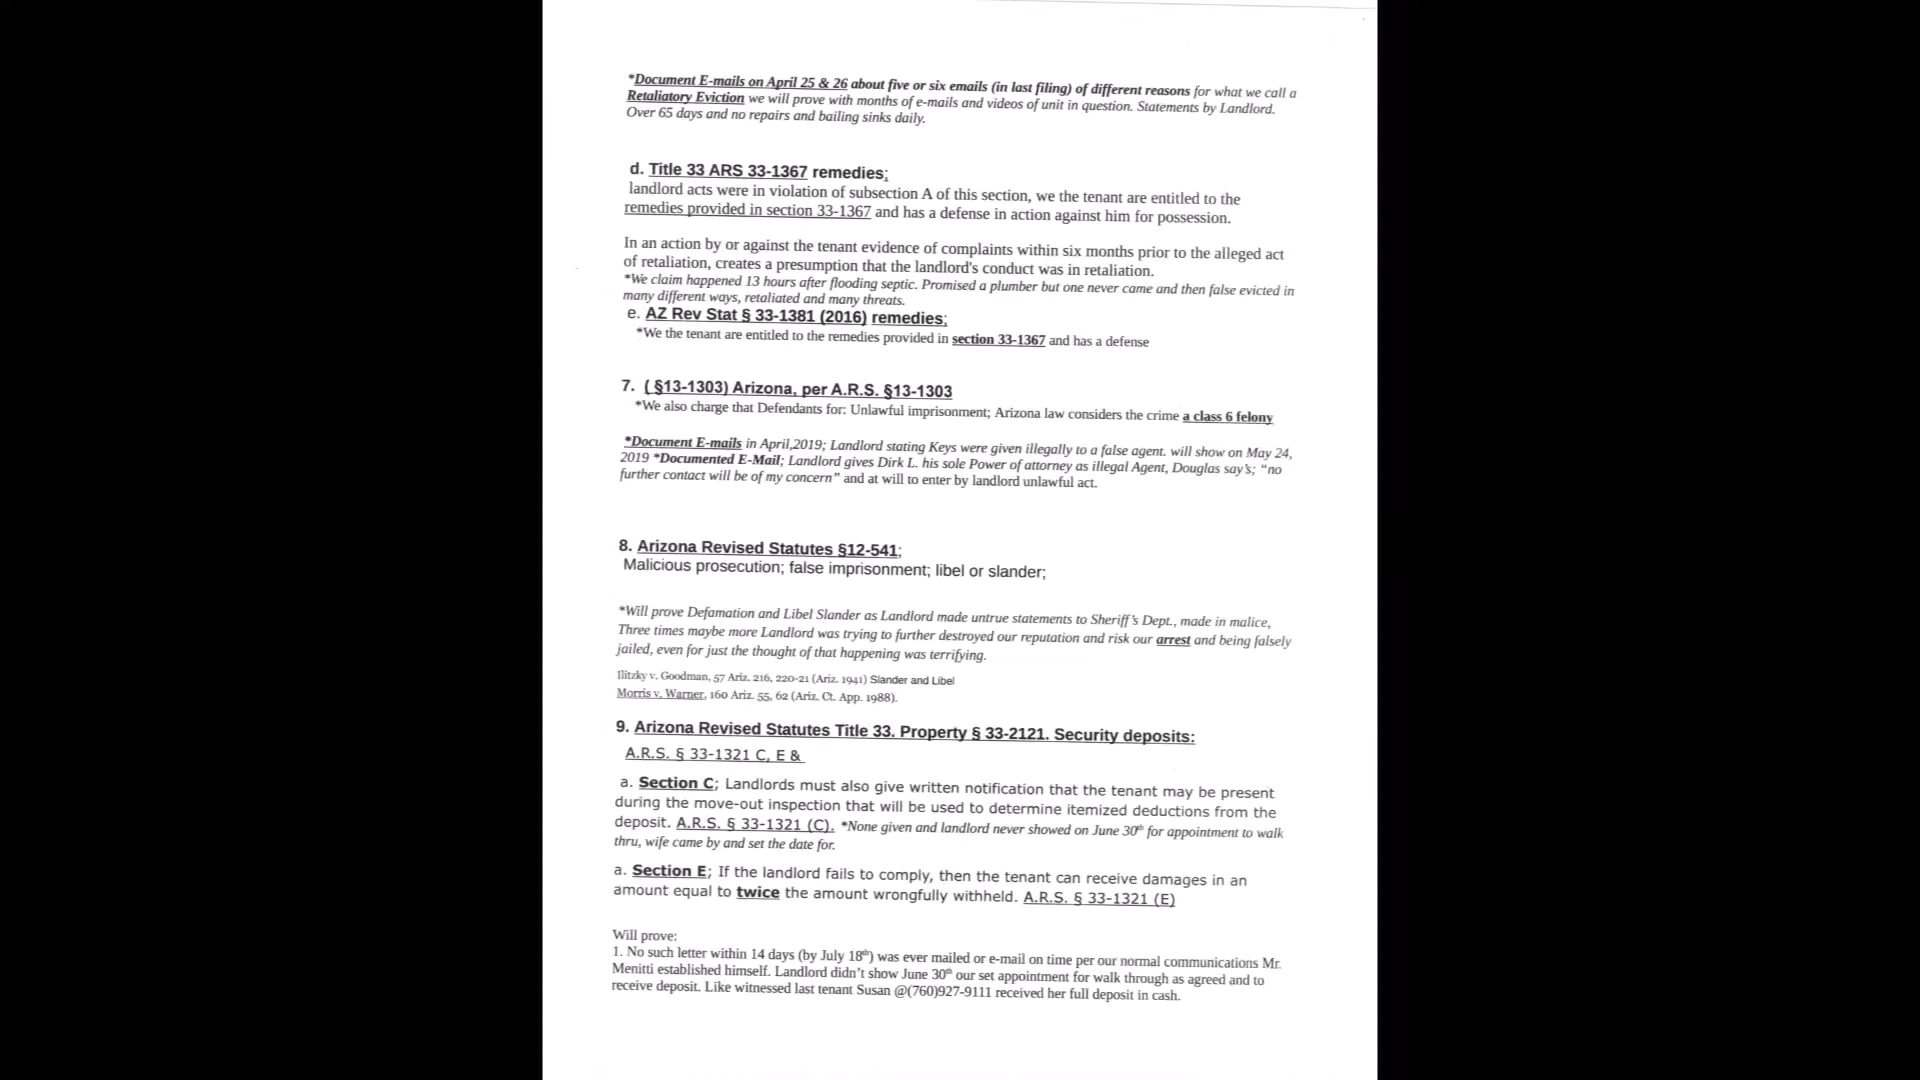 *Document E-mails on April 25 & 26 about five or six emails (in last filing) of different reasons for what we call a
Retaliatory Eviction we will prove with months of e-mails and videos of unit in question. Statements by Landlord.
Over 65 days and no repairs and bailing sinks daily.
d. Title 33 ARS 33-1367 remedies;
landlord acts were in violation of subsection A of this section, we the tenant are entitled to the
remedies provided in section 33-1367 and has a defense in action against him for possession.
In an action by or against the tenant evidence of complaints within six months prior to the alleged act
of retaliation, creates a presumption that the landlord's conduct was in retaliation.
*We claim happened 13 hours after flooding septic. Promised a plumber but one never came and then false evicted in
many different ways, retaliated and many threats.
e. AZ Rev Stat § 33-1381 (2016) remedies;
*We the tenant are entitled to the remedies provided in section 33-1367 and has a defense
7. ( §13-1303) Arizona, per A.R.S. §13-1303
*We also charge that Defendants for: Unlawful imprisonment; Arizona law considers the crime a class 6 felony
*Document E-mails in April,2019; Landlord stating Keys were given illegally to a false agent. will show on May 24,
2019 *Documented E-Mail; Landlord gives Dirk L. his sole Power of attorney as illegal Agent, Douglas say's; "no
further contact will be of my concern" and at will to enter by landlord unlawful act.
8. Arizona Revised Statutes §12-541;
Malicious prosecution; false imprisonment; libel or slander;
*Will prove Defamation and Libel Slander as Landlord made untrue statements to Sheriff's Dept., made in malice,
Three times maybe more Landlord was trying to further destroyed our reputation and risk our arrest and being falsely
jailed, even for just the thought of that happening was terrifying.
Ilitzky v. Goodman, 57 Ariz. 216, 220-21 (Ariz. 1941) Slander and Libel
Morris v. Warner, 160 Ariz. 55, 62 (Ariz. Ct. App. 1988).
9. Arizona Revised Statutes Title 33. Property § 33-2121. Security deposits:
A.R.S. § 33-1321 C, E &
a. Section C; Landlords must also give written notification that the tenant may be present
during the move-out inspection that will be used to determine itemized deductions from the
deposit. A.R.S. § 33-1321 (C). *None given and landlord never showed on June 30th for appointment to walk
thru, wife came by and set the date for.
a. Section E; If the landlord fails to comply, then the tenant can receive damages in an
amount equal to twice the amount wrongfully withheld. A.R.S. § 33-1321 (E)
Will prove:
1. No such letter within 14 days (by July 18th) was ever mailed or e-mail on time per our normal communications Mr.
Menitti established himself. Landlord didn't show June 30th our set appointment for walk through as agreed and to
receive deposit. Like witnessed last tenant Susan @(760)927-9111 received her full deposit in cash.